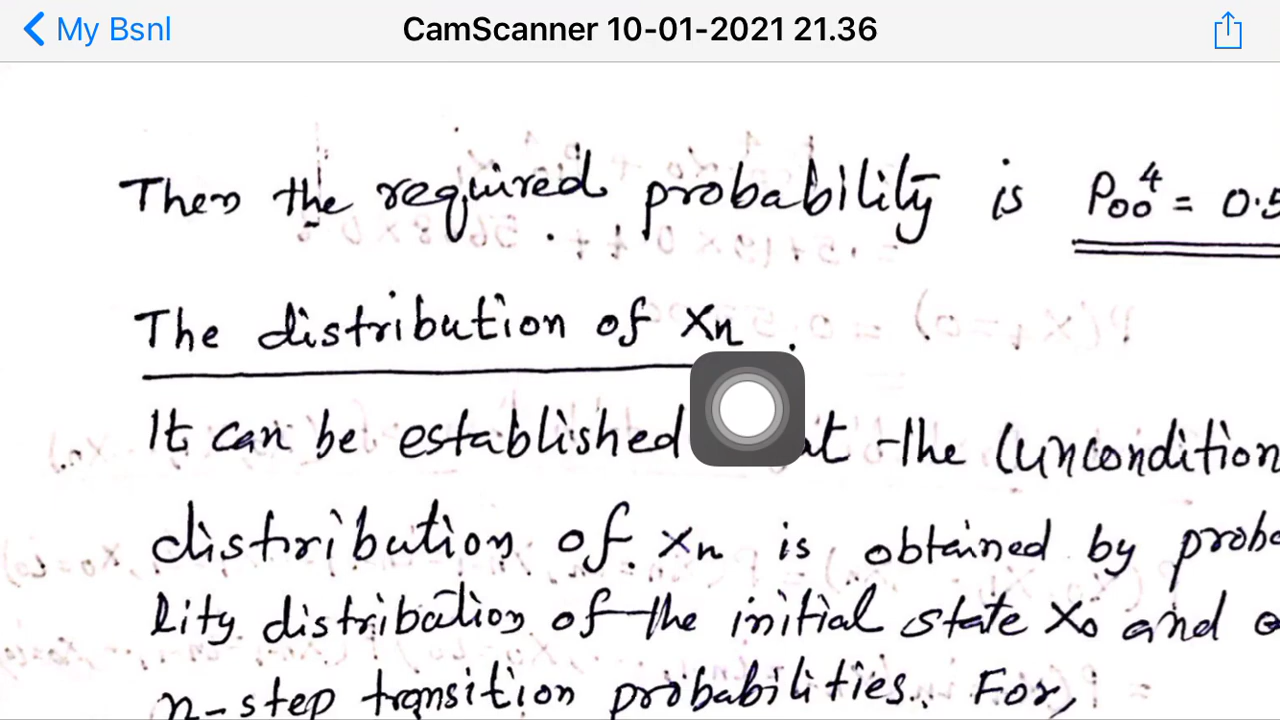 My Bsnl
CamScanner 10-01-2021 21.36
Then the required probability is P₀₀⁴ = 0.5
The distribution of Xn.
It can be established the (uncondition
distribution of Xn is obtained by proba
lity distribution of the initial state X₀ and
n-step transition probabilities. For,